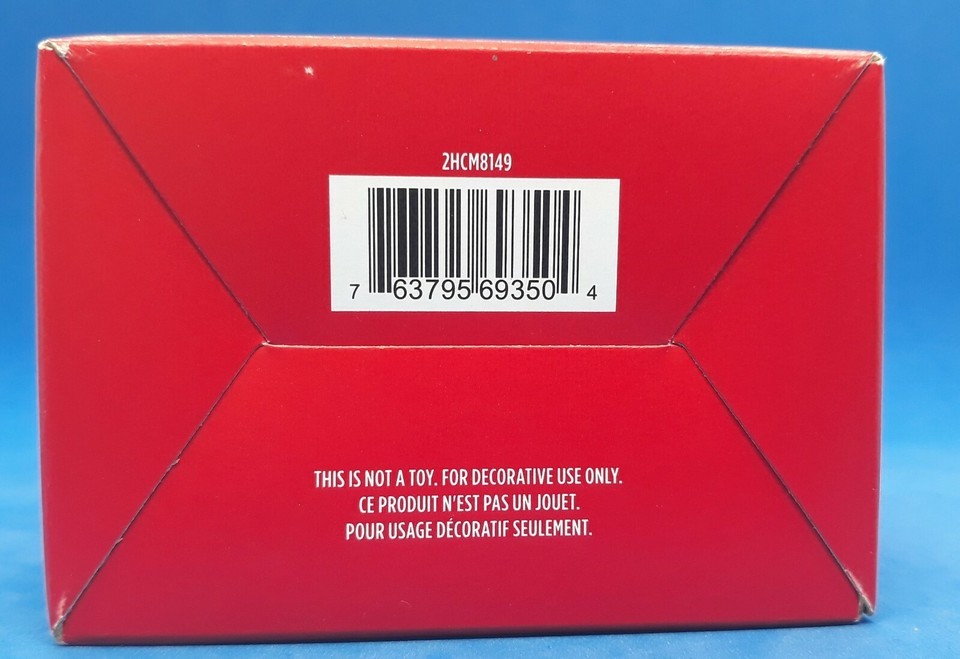 2HCM8149
7 63795 69350 4
THIS IS NOT A TOY. FOR DECORATIVE USE ONLY.
CE PRODUIT N'EST PAS UN JOUET.
POUR USAGE DÉCORATIF SEULEMENT.